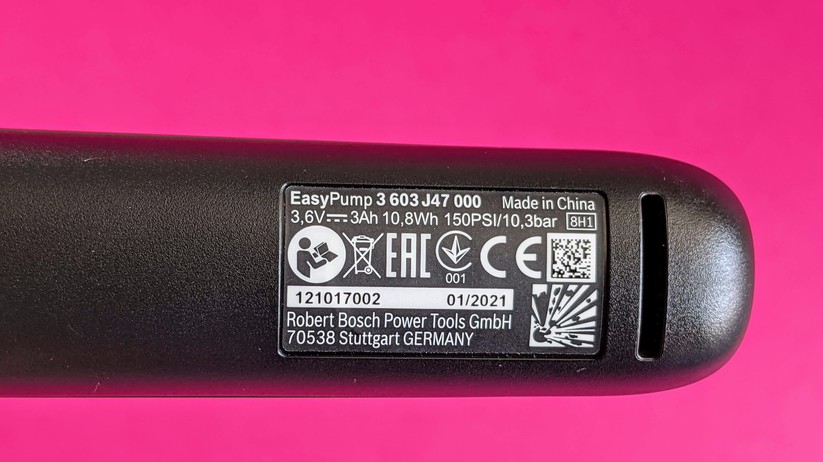 EasyPump 3 603 J47 000 Made in China
3,6V⎓3Ah 10,8Wh 150PSI/10,3bar 8H1
EAC CE
001
121017002 01/2021
Robert Bosch Power Tools GmbH
70538 Stuttgart GERMANY